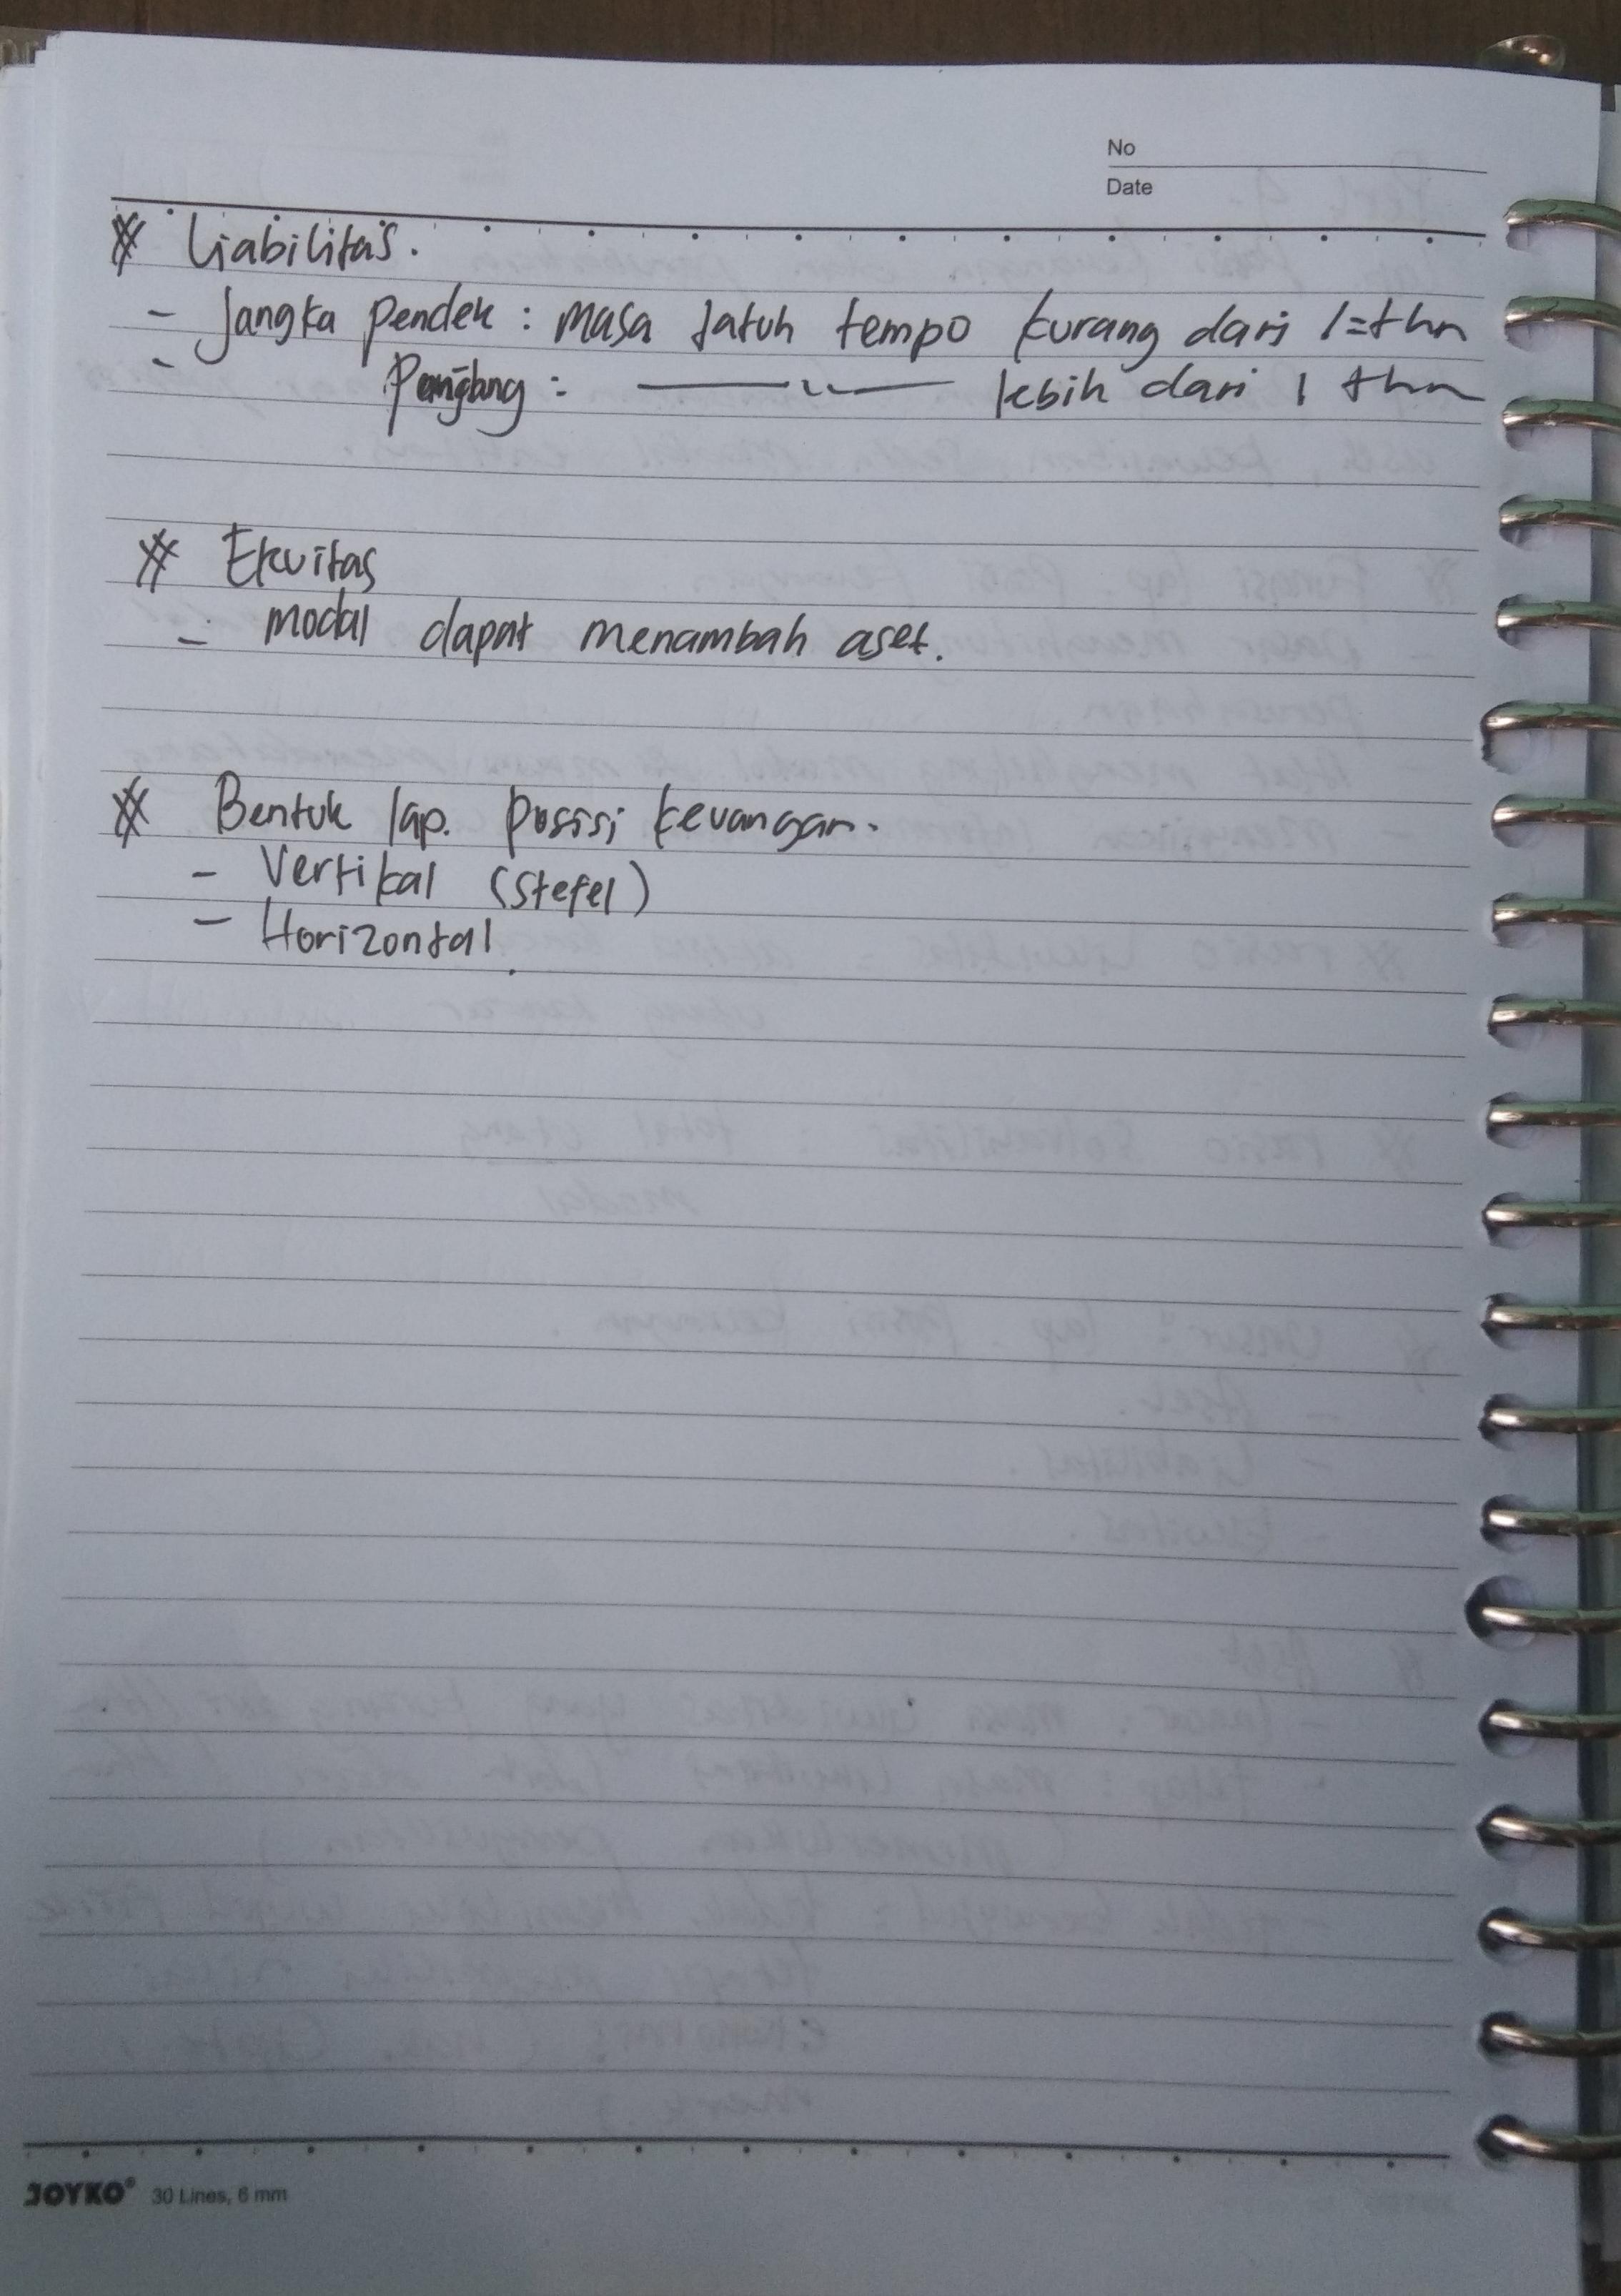 No
Date
# Liabilitas.
- Jangka pendek : Masa Jatuh tempo kurang dari 1 thn
- Panjang : ———〃—— lebih dari 1 thn
# Ekuitas
- modal dapat menambah aset.
# Bentuk lap. posisi keuangan.
- Vertikal (Stafel)
- Horizontal.
JOYKO® 30 Lines, 6 mm